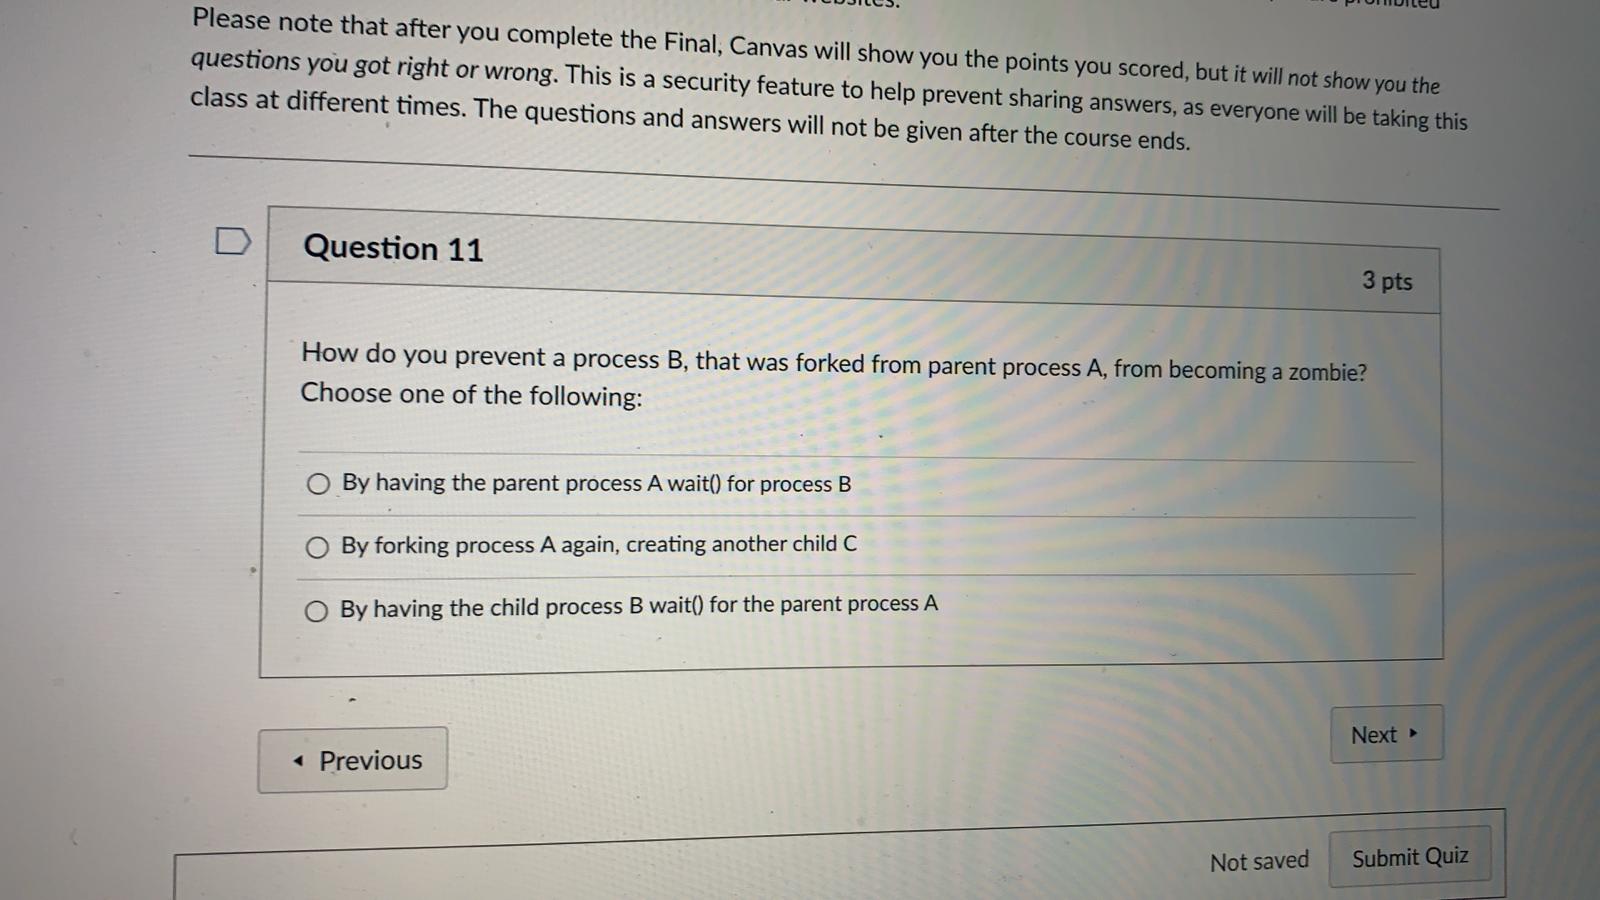 Please note that after you complete the Final, Canvas will show you the points you scored, but it will not show you the
questions you got right or wrong. This is a security feature to help prevent sharing answers, as everyone will be taking this
class at different times. The questions and answers will not be given after the course ends.
Question 11
3 pts
How do you prevent a process B, that was forked from parent process A, from becoming a zombie?
Choose one of the following:
By having the parent process A wait() for process B
By forking process A again, creating another child C
By having the child process B wait() for the parent process A
Previous
Next
Not saved
Submit Quiz